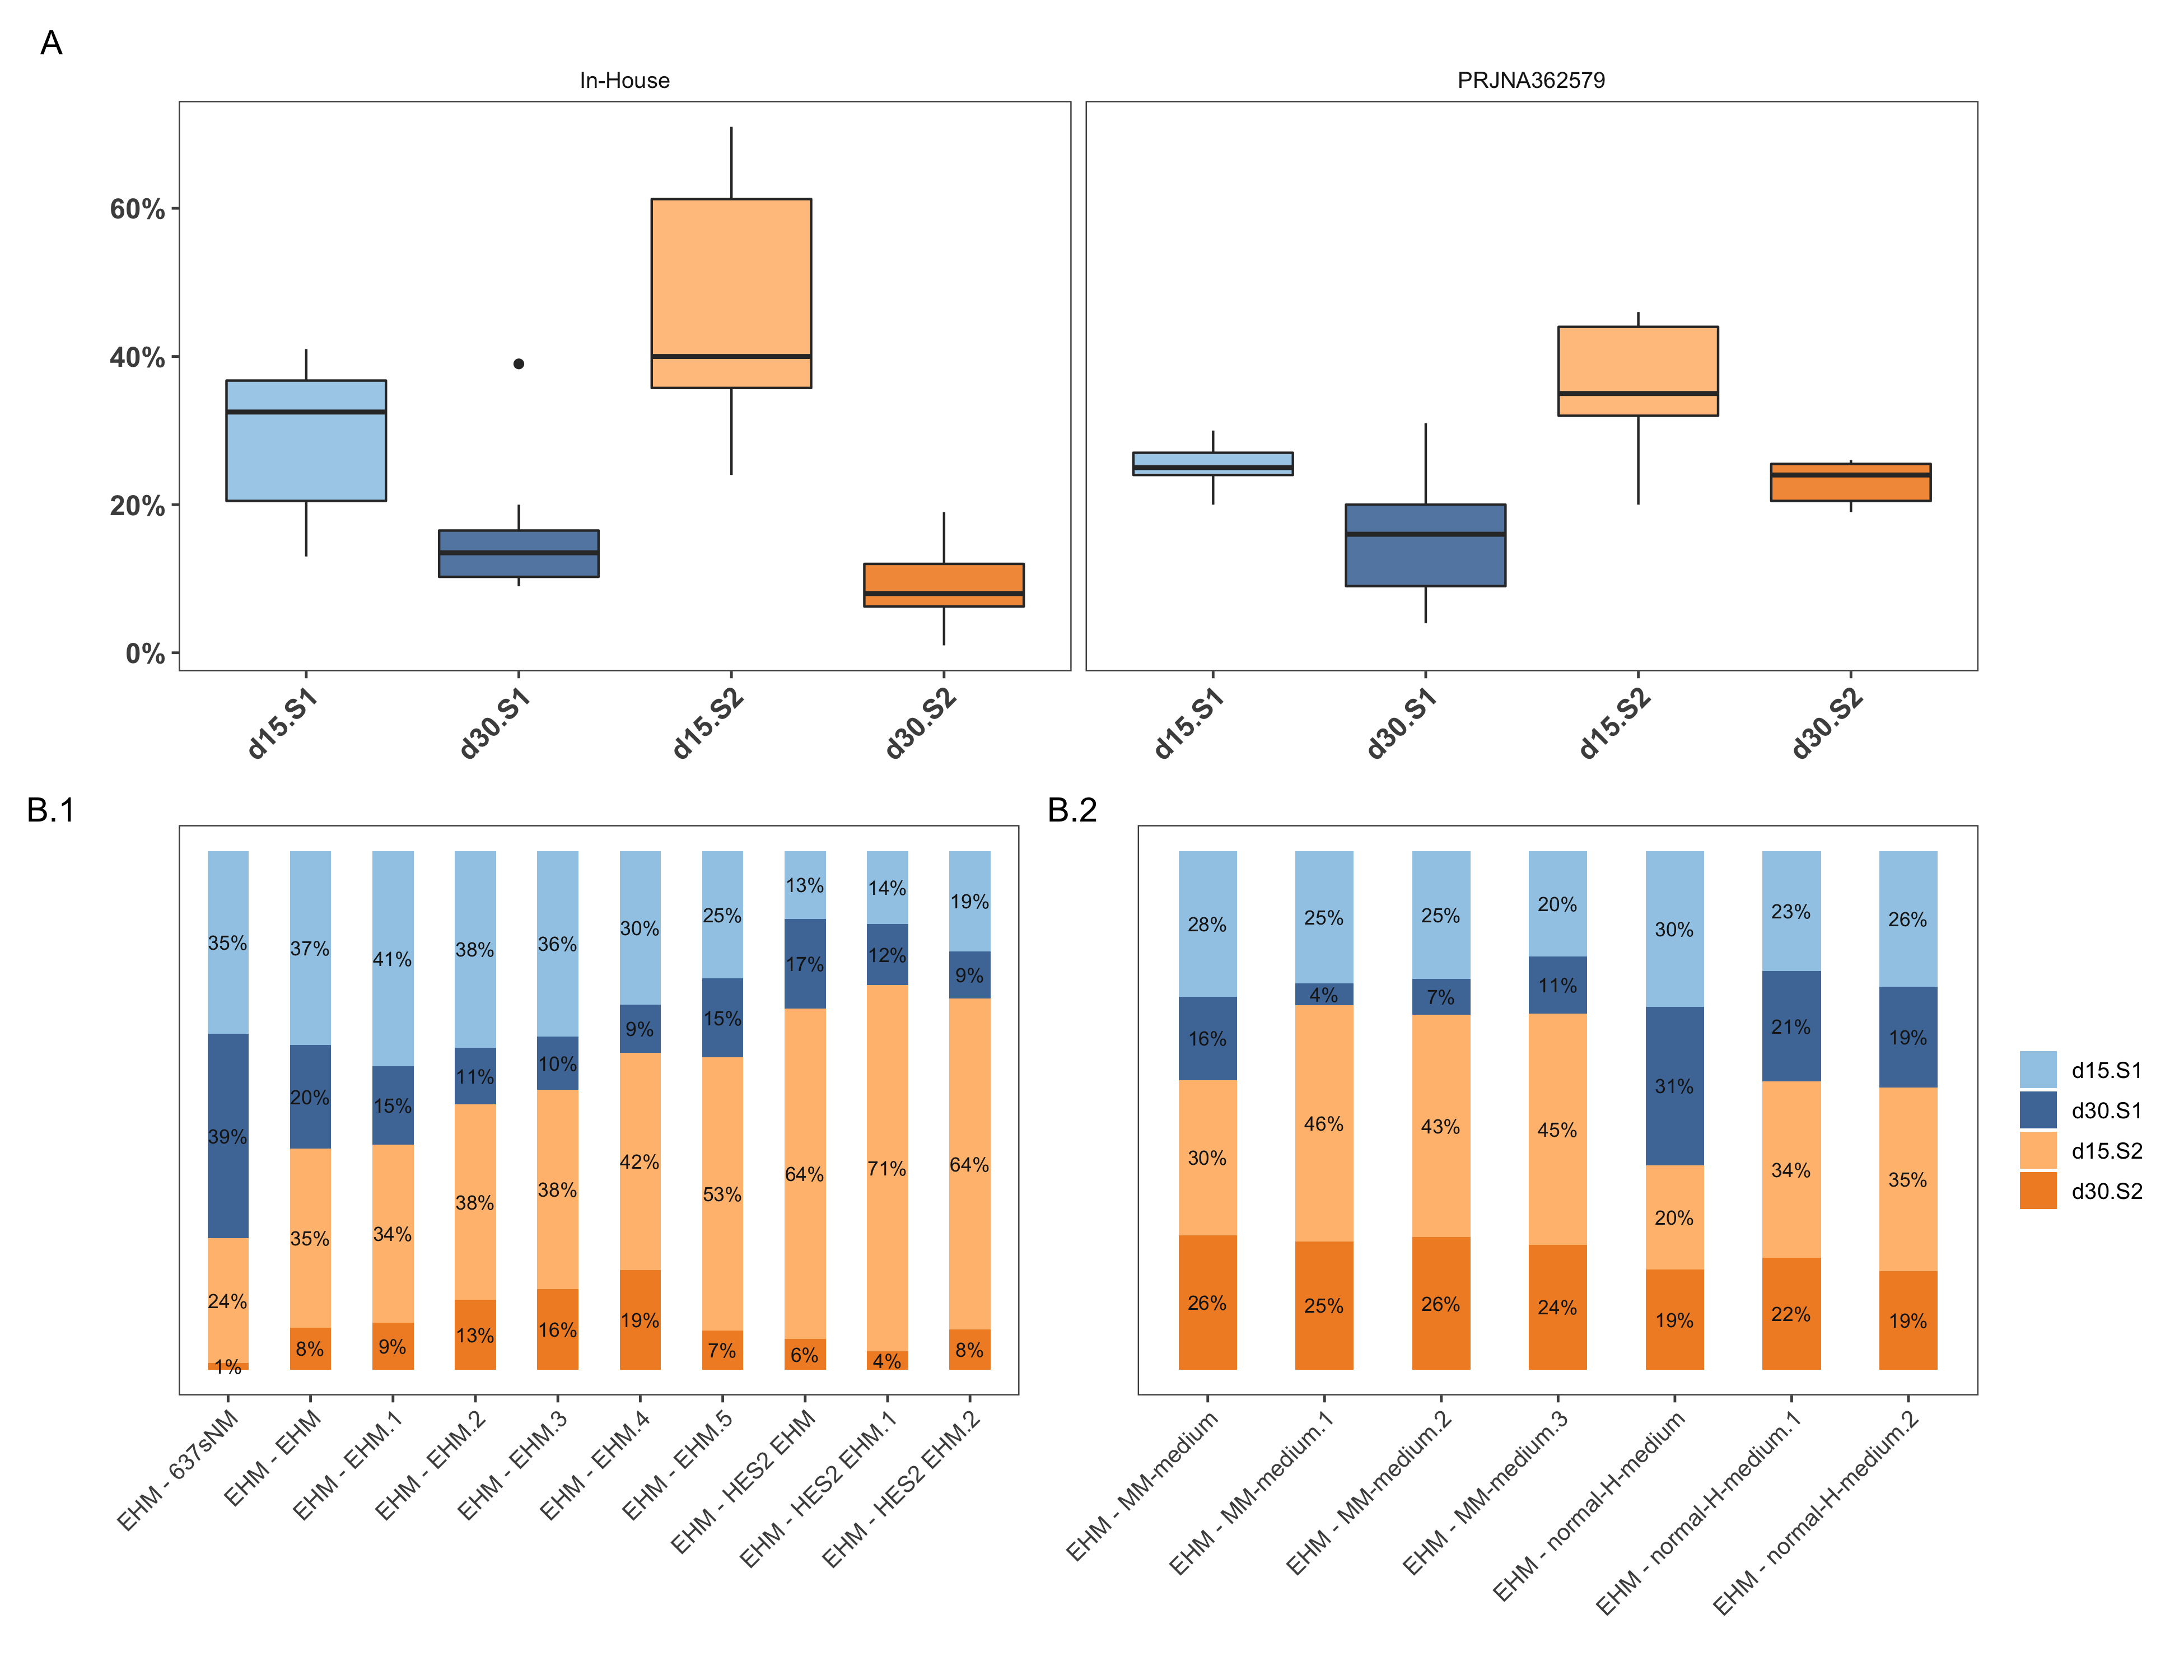 A
In-House
PRJNA362579
60%
40%
20%
0%
d15.S1
d30.S1
d15.S2
d30.S2
d15.S1
d30.S1
d15.S2
d30.S2
B.1
35%
39%
24%
1%
37%
20%
35%
8%
41%
15%
34%
9%
38%
11%
38%
13%
36%
10%
38%
16%
30%
9%
42%
19%
25%
15%
53%
7%
13%
17%
64%
6%
14%
12%
71%
4%
19%
9%
64%
8%
EHM - 637sNM
EHM - EHM
EHM - EHM.1
EHM - EHM.2
EHM - EHM.3
EHM - EHM.4
EHM - EHM.5
EHM - HES2 EHM
EHM - HES2 EHM.1
EHM - HES2 EHM.2
B.2
28%
16%
30%
26%
25%
4%
46%
25%
25%
7%
43%
26%
20%
11%
45%
24%
30%
31%
20%
19%
23%
21%
34%
22%
26%
19%
35%
19%
EHM - MM-medium
EHM - MM-medium.1
EHM - MM-medium.2
EHM - MM-medium.3
EHM - normal-H-medium
EHM - normal-H-medium.1
EHM - normal-H-medium.2
d15.S1
d30.S1
d15.S2
d30.S2